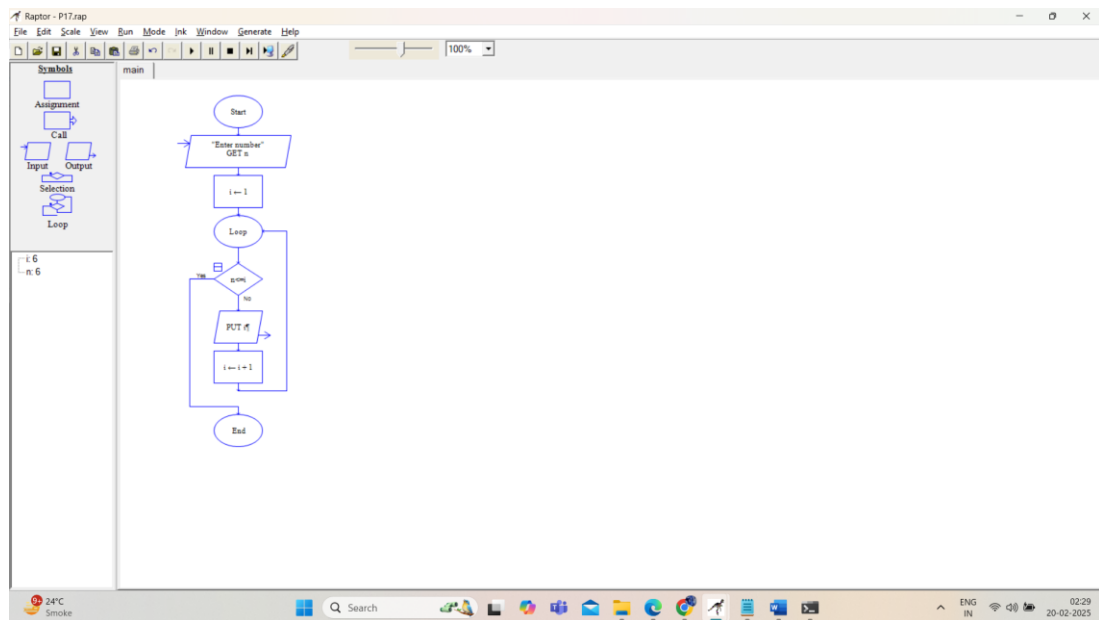 Raptor - P17.rap
File Edit Scale View Run Mode Ink Window Generate Help
100%
Symbols
Assignment
Call
Input Output
Selection
Loop
i: 6
n: 6
main
Start
"Enter number"
GET n
i ← 1
Loop
Yes
n<=i
No
PUT i¶
i ← i + 1
End
9+
24°C
Smoke
Search
ENG
IN
02:29
20-02-2025